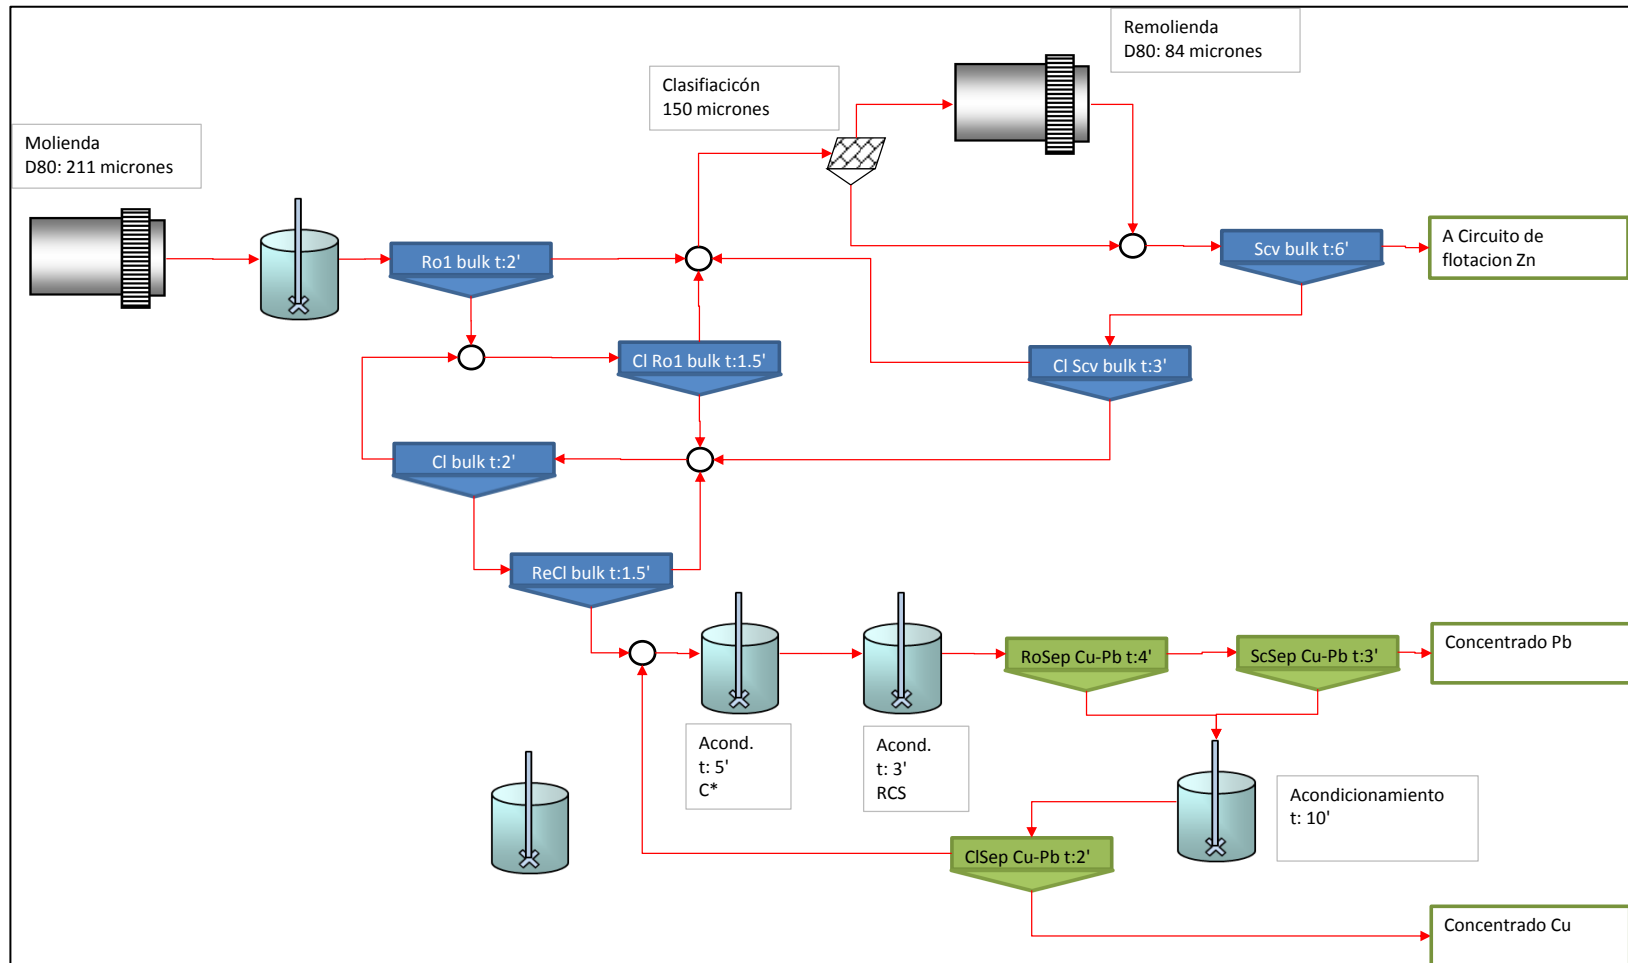 Remolienda
D80: 84 micrones
Clasifiacicón
150 micrones
Molienda
D80: 211 micrones
Ro1 bulk t:2'
Scv bulk t:6'
A Circuito de
flotacion Zn
Cl Ro1 bulk t:1.5'
Cl Scv bulk t:3'
Cl bulk t:2'
ReCl bulk t:1.5'
RoSep Cu-Pb t:4'
ScSep Cu-Pb t:3'
Concentrado Pb
Acond.
t: 5'
C*
Acond.
t: 3'
RCS
Acondicionamiento
t: 10'
ClSep Cu-Pb t:2'
Concentrado Cu